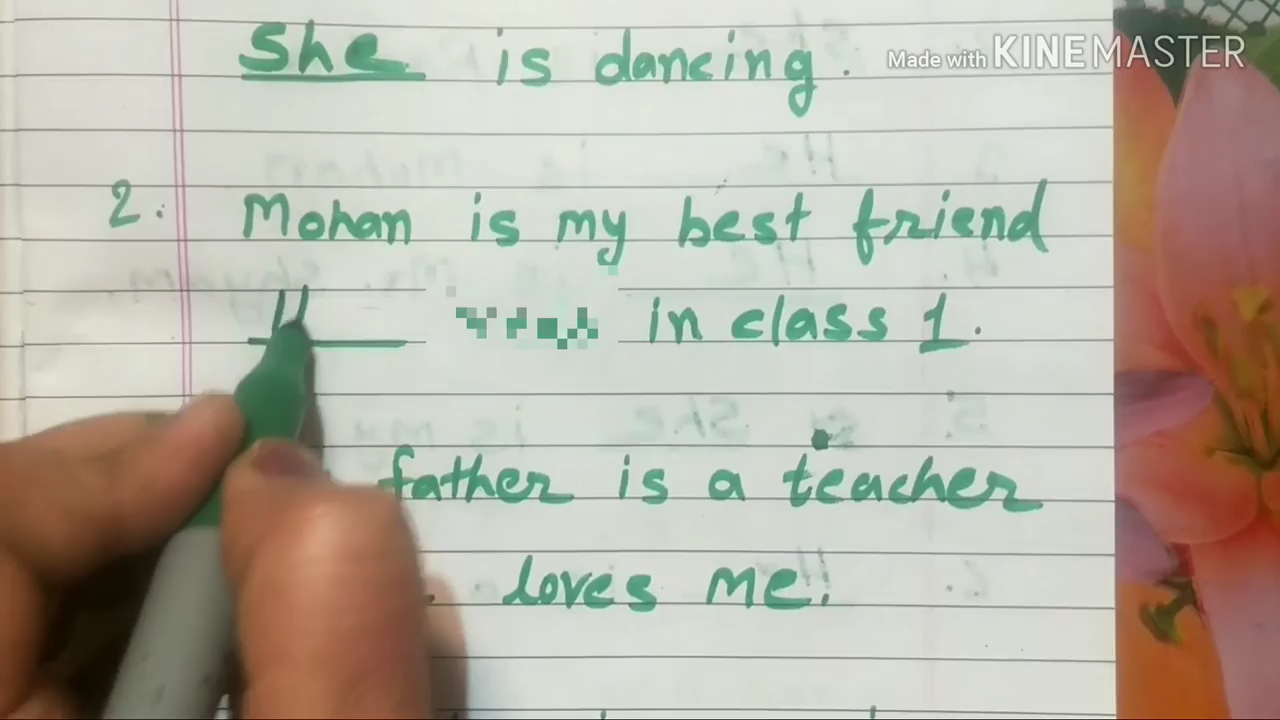 She is dancing.
Made with KINEMASTER
2. Mohan is my best friend
in class 1.
father is a teacher
loves me.